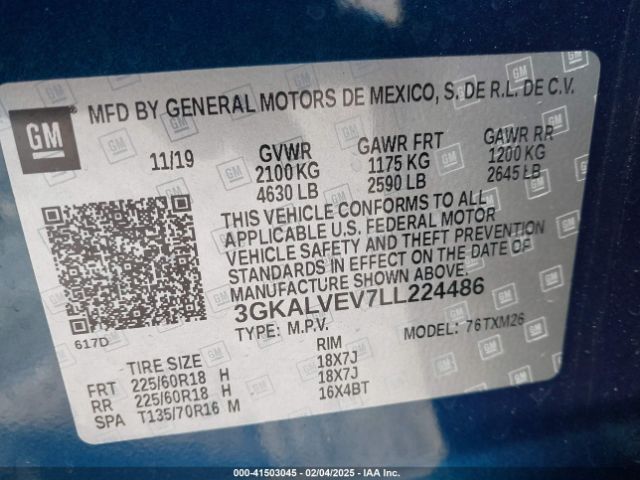 GM
MFD BY GENERAL MOTORS DE MEXICO, S. DE R.L. DE C.V.
11/19
GVWR
2100 KG
4630 LB
GAWR FRT
1175 KG
2590 LB
GAWR RR
1200 KG
2645 LB
THIS VEHICLE CONFORMS TO ALL
APPLICABLE U.S. FEDERAL MOTOR
VEHICLE SAFETY AND THEFT PREVENTION
STANDARDS IN EFFECT ON THE DATE OF
MANUFACTURE SHOWN ABOVE.
3GKALVEV7LL224486
617D
TYPE: M.P.V.
MODEL: 76TXM26
TIRE SIZE RIM
FRT 225/60R18 H 18X7J
RR 225/60R18 H 18X7J
SPA T135/70R16 M 16X4BT
000-41503045 - 02/04/2025 - IAA Inc.